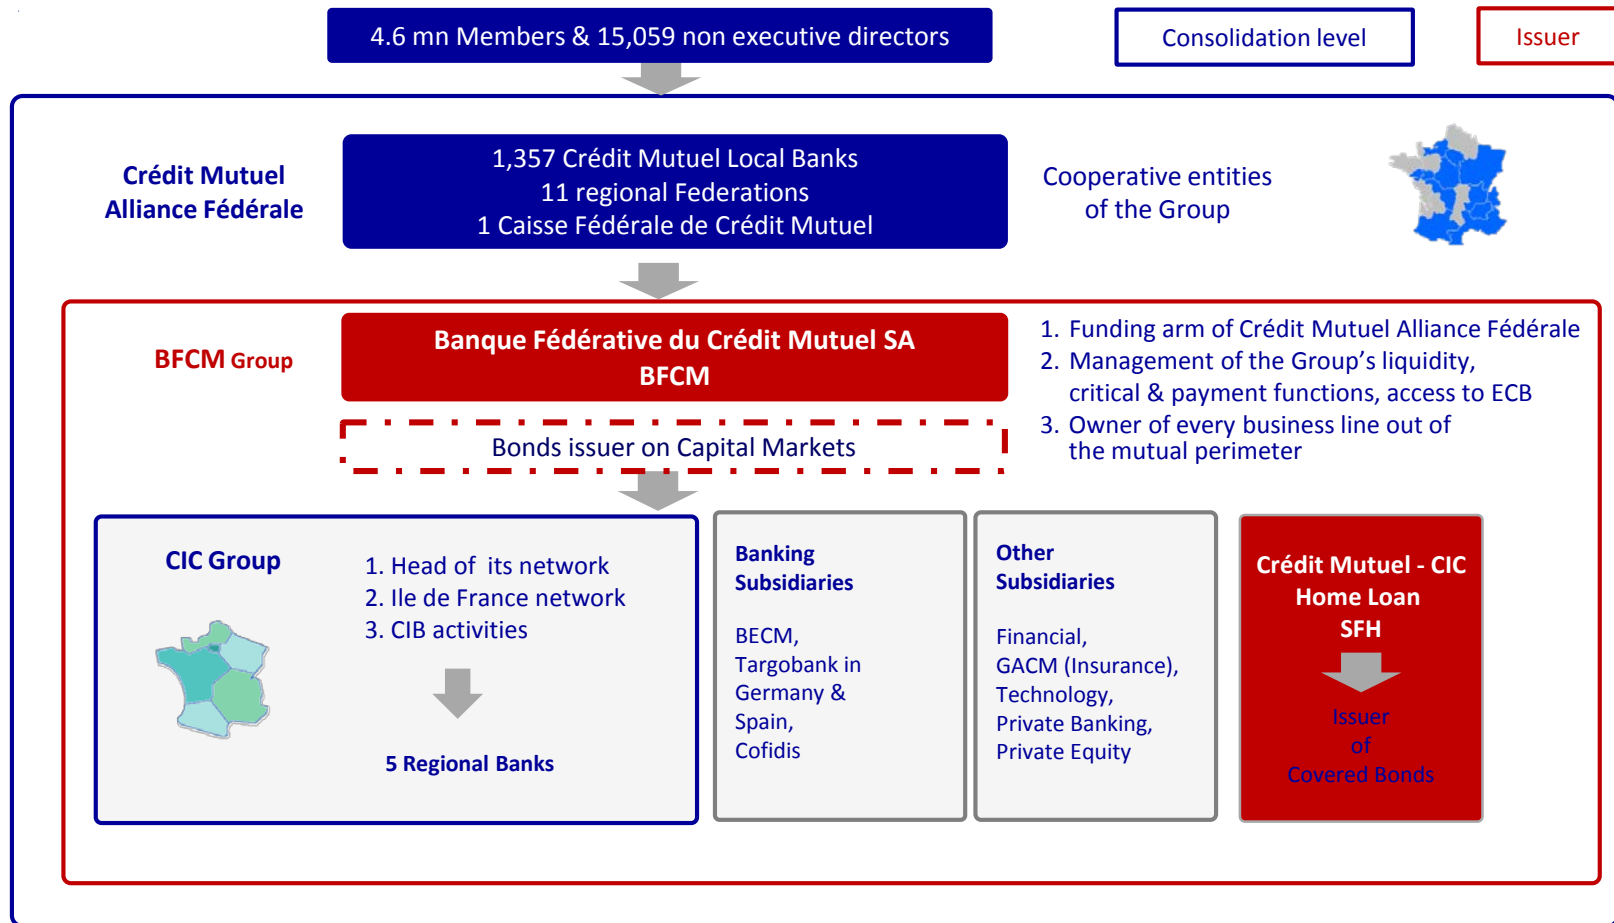 4.6 mn Members & 15,059 non executive directors
Consolidation level
Issuer
Crédit Mutuel
Alliance Fédérale
1,357 Crédit Mutuel Local Banks
11 regional Federations
1 Caisse Fédérale de Crédit Mutuel
Cooperative entities
of the Group
BFCM Group
Banque Fédérative du Crédit Mutuel SA
BFCM
1. Funding arm of Crédit Mutuel Alliance Fédérale
2. Management of the Group’s liquidity,
critical & payment functions, access to ECB
3. Owner of every business line out of
the mutual perimeter
Bonds issuer on Capital Markets
CIC Group
1. Head of its network
2. Ile de France network
3. CIB activities
5 Regional Banks
Banking
Subsidiaries
BECM,
Targobank in
Germany &
Spain,
Cofidis
Other
Subsidiaries
Financial,
GACM (Insurance),
Technology,
Private Banking,
Private Equity
Crédit Mutuel - CIC
Home Loan
SFH
Issuer
of
Covered Bonds